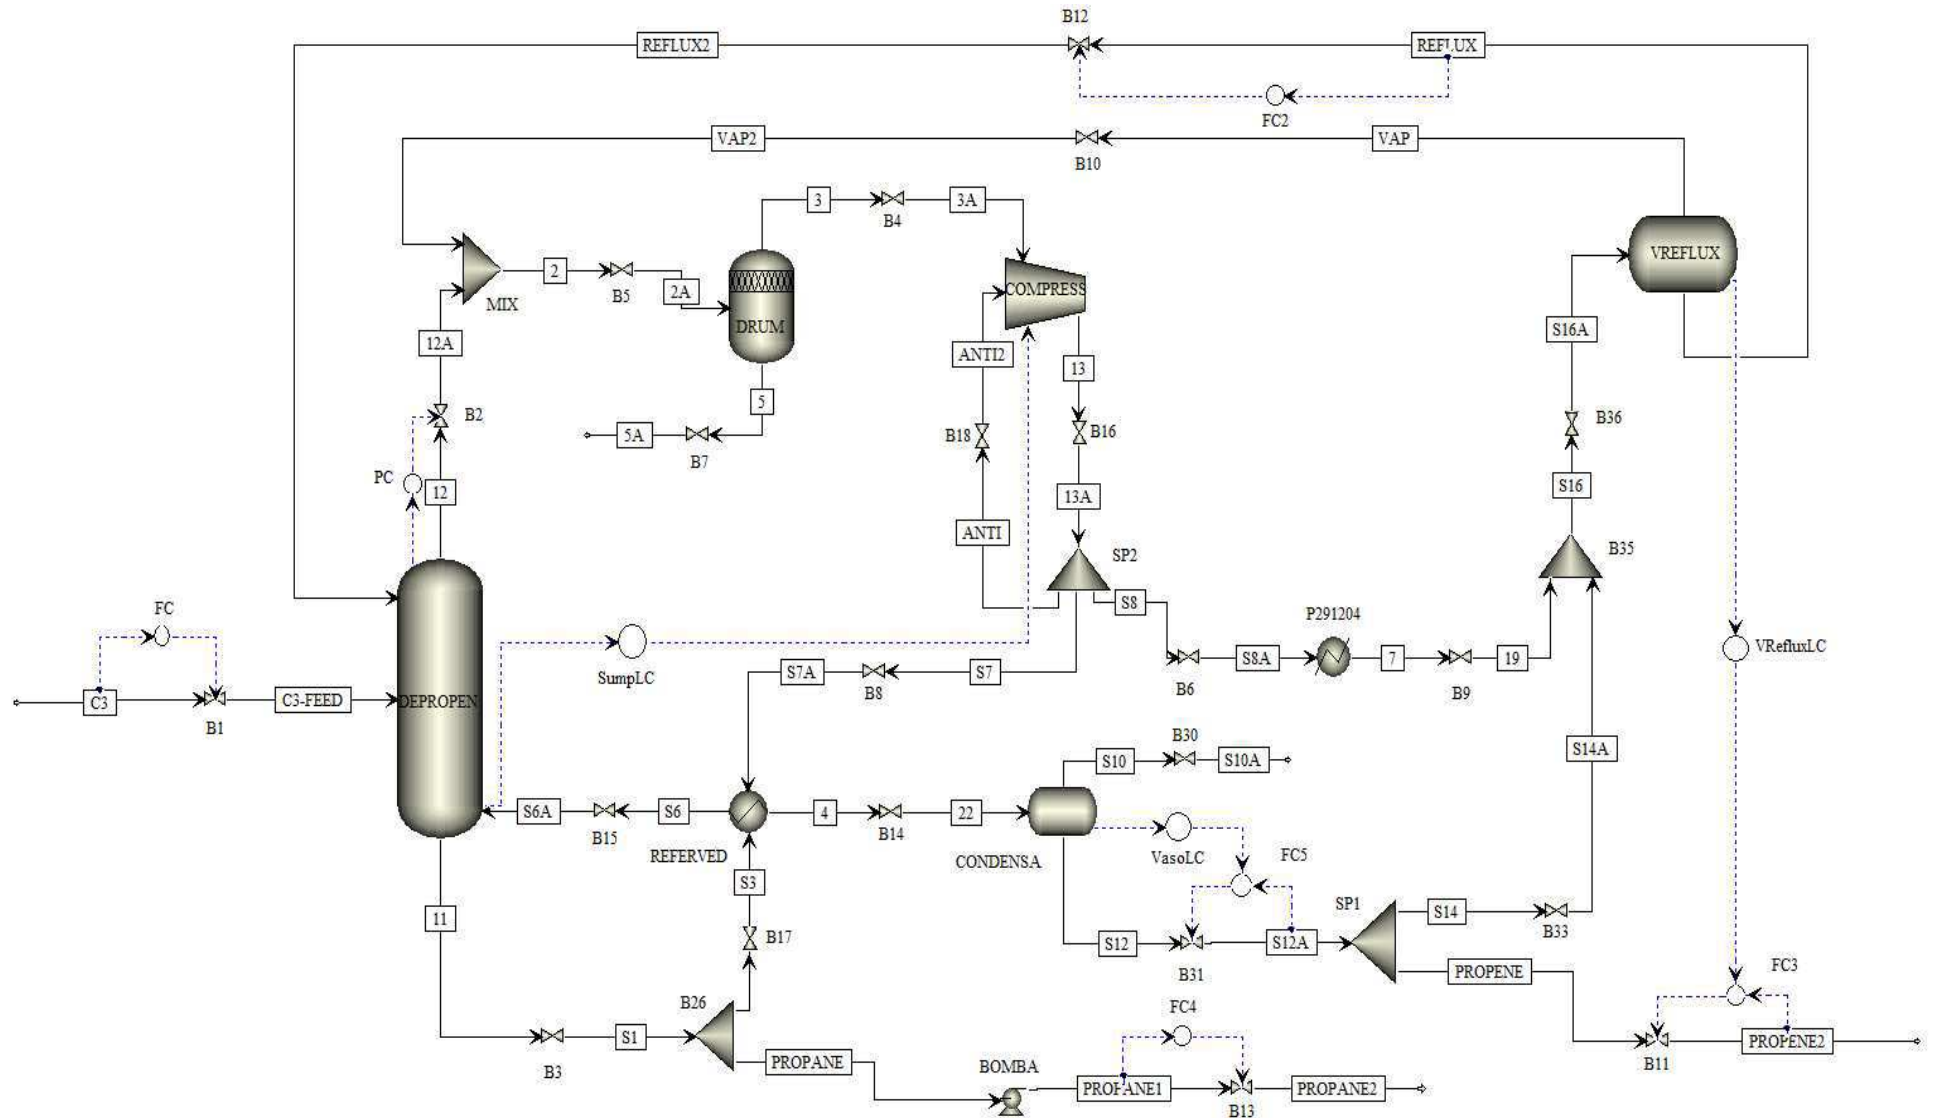 B12
REFLUX2
REFLUX
FC2
VAP2
VAP
B10
3
3A
B4
VREFLUX
2
2A
B5
MIX
DRUM
COMPRESS
12A
S16A
ANTI2
13
5
B2
B36
5A
B7
B18
B16
PC
12
S16
13A
ANTI
SP2
B35
S8
FC
P291204
SumpLC
VRefluxLC
S7A
S7
S8A
7
19
B8
B6
B9
C3
C3-FEED
DEPROPEN
B1
B30
S14A
S10
S10A
S6A
S6
4
22
B15
B14
REFERVED
CONDENSA
VasoLC
FC5
S3
SP1
11
S14
B17
B33
S12
S12A
B31
PROPENE
FC3
B26
FC4
S1
PROPENE2
B3
PROPANE
BOMBA
B11
PROPANE1
PROPANE2
B13